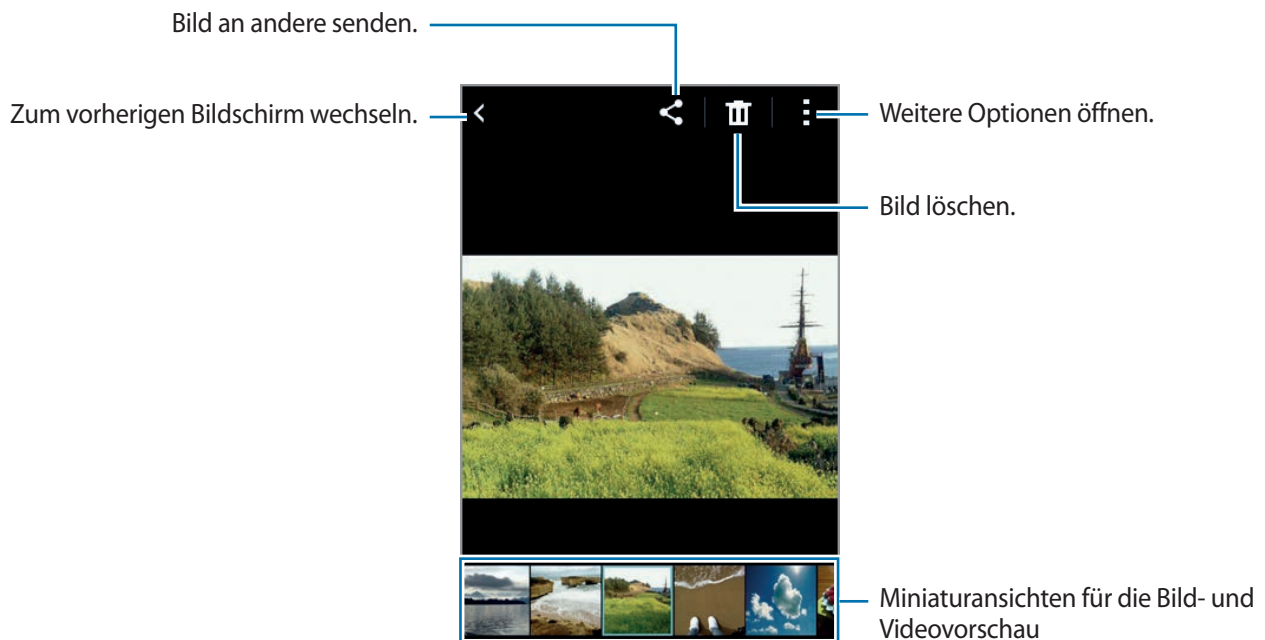 Bild an andere senden.
Zum vorherigen Bildschirm wechseln.
Weitere Optionen öffnen.
Bild löschen.
Miniaturansichten für die Bild- und
Videovorschau